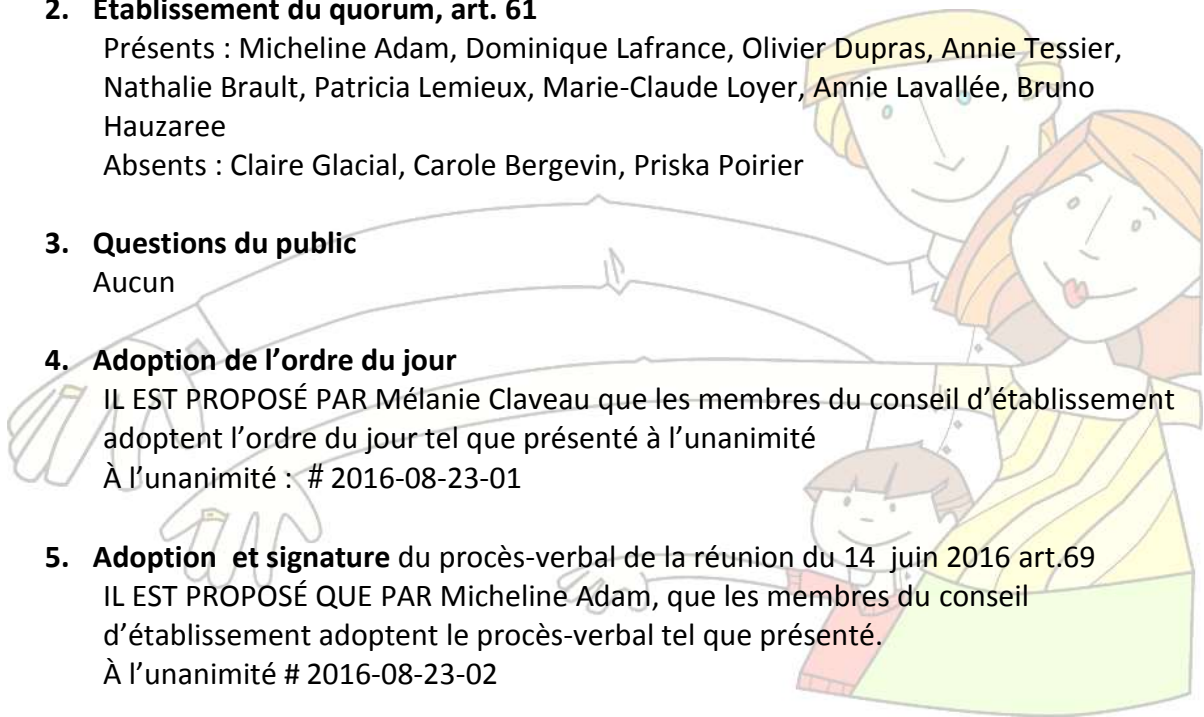 2. Établissement du quorum, art. 61
Présents : Micheline Adam, Dominique Lafrance, Olivier Dupras, Annie Tessier,
Nathalie Brault, Patricia Lemieux, Marie-Claude Loyer, Annie Lavallée, Bruno
Hauzaree
Absents : Claire Glacial, Carole Bergevin, Priska Poirier
3. Questions du public
Aucun
4. Adoption de l’ordre du jour
IL EST PROPOSÉ PAR Mélanie Claveau que les membres du conseil d’établissement
adoptent l’ordre du jour tel que présenté à l’unanimité
À l’unanimité : # 2016-08-23-01
5. Adoption et signature du procès-verbal de la réunion du 14 juin 2016 art.69
IL EST PROPOSÉ QUE PAR Micheline Adam, que les membres du conseil
d’établissement adoptent le procès-verbal tel que présenté.
À l’unanimité # 2016-08-23-02